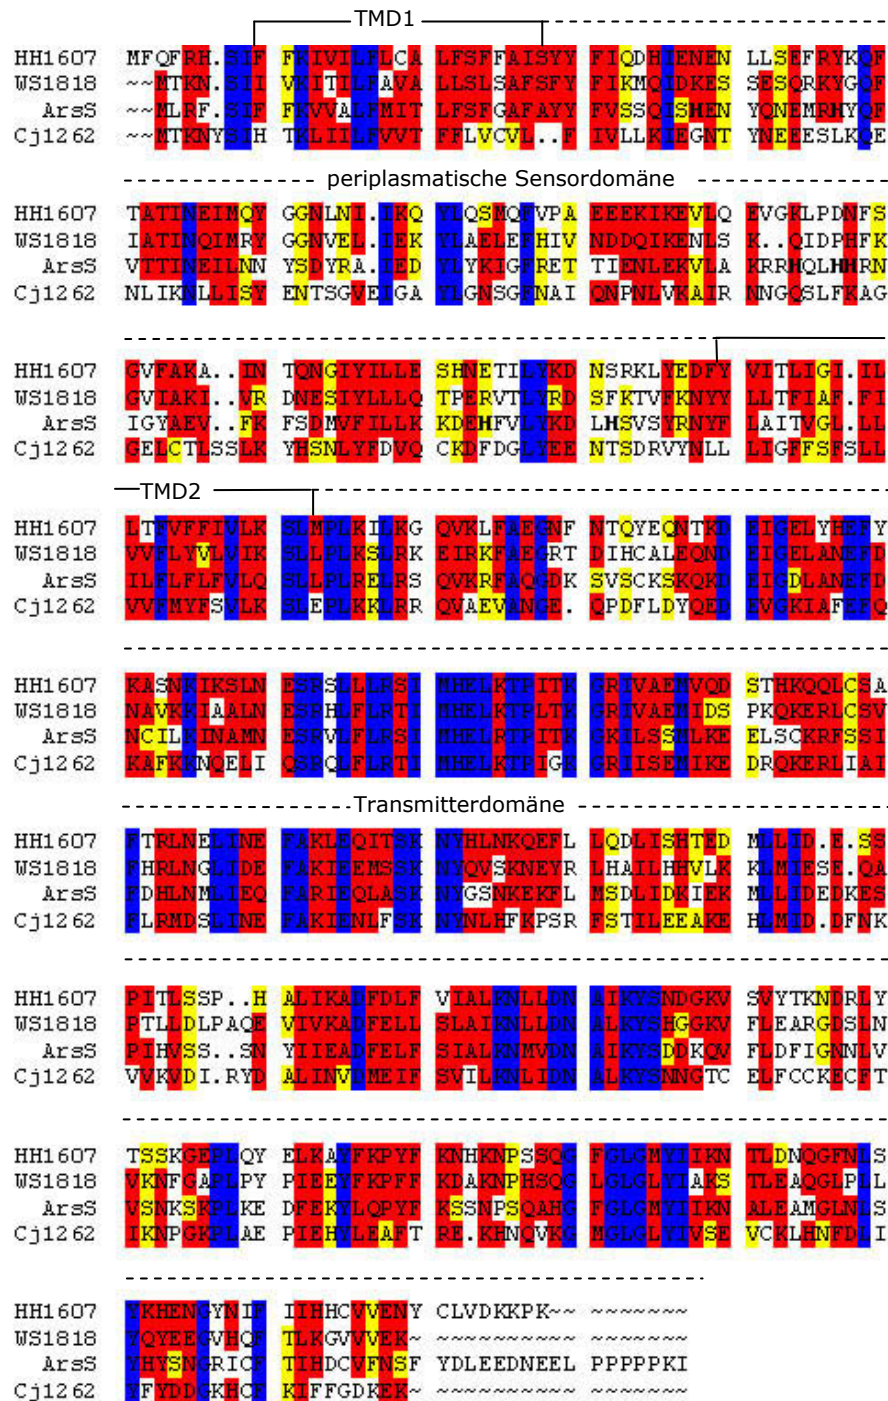 TMD1
HH1607 MFQFRH.SIF FKIVILFLCA LFSFFAISYY FIQDHIENEN LLSEFRYKQF
WS1818 ~~MTKN.SII VKITILFAVA LLSLSAFSFY FIKMQIDKES SESQRKYGQF
ArsS ~~MLRF.SIF FKVVALFMITL LFSFGAFAYY FVSSQISHEN YQNEMRHYQF
Cj1262 ~~MTKNYSIH TKLIILFVVT FFLVCVL..F IVLLKIEGNT YNEEESLKQE
periplasmatische Sensordomäne
HH1607 TATINEIMQY GGNLNI.IKQ YLQSMQFVPA EEEKIKEVLQ EVGKLPDNFS
WS1818 IATINQIMRY GGNVEL.IEK YLAELEFHIV NDDQIKENLS K..QIDPHFK
ArsS VTTINEILNN YSDYRA.IED YLYKIGFRET TIENLEKVLA KRRHQLHHRN
Cj1262 NLIKNLLISY ENTSGVEIGA YLGNSGFNAI QNPNLVKAIR NNGQSLFKAG
HH1607 GVFAKA..IN TQNGIYILLE SHNETILYKD NSRKLYEDFY VITLIGI.IL
WS1818 GVIAKI..VR DNESIYLLLQ TPERVTLYRD SFKTVFKNYY LLTFIAF.FI
ArsS IGYAEV..FK FSDMVFILLK KDEHFVLYKD LHSVSYRNYF LAITVGL.LL
Cj1262 GELCTLSSLK YHSNLYFDVQ CKDFDGLYEE NTSDRVYNLL LIGFFSFSLL
TMD2
HH1607 LTFVFFIVLK SLMPLKILKG QVKLFAEGNF NTQYEQNTKD EIGELYHEFY
WS1818 VVFLYVLVIK SLLPLKSLRK EIRKFAEGRT DIHCALEQND EIGELANEFD
ArsS ILFLFLFVLQ SLLPLRELRS QVKRFAQGDK SVSCKSKQKD EIGDLANEFD
Cj1262 VVFMYFSVLK SLEPLKKLRR QVAEVANGE. QPDFLDYQED EVGKIAFEFQ
HH1607 KASNKIKSLN ESRSLLLRSI MHELKTPITK GRIVAEMVQD STHKQQLCSA
WS1818 NAVKKIAALN ESRHLFLRTI MHELKTPLTK GRIVAEMIDS PKQKERLCSV
ArsS NCILKINAMN ESRVLFLRSI MHELRTPITK GKILSSMLKE ELSCKRFSSI
Cj1262 KAFKKNQELI QSRQLFLRTI MHELKTPIGK GRIISEMIKE DRQKERLIAI
Transmitterdomäne
HH1607 FTRLNELINE FAKLEQITSK NYHLNKQEFL LQDLISHTED MLLID.E.SS
WS1818 FHRLNGLIDE FAKIEEMSSK NYQVSKNEYR LHAILHHVLK KLMIESE.QA
ArsS FDHLNMLIEQ FARIEQLASK NYGSNKEKFL MSDLIDKIEK MLLIDEDKES
Cj1262 FLRMDSLINE FAKIENLFSK NYNLHFKPSR FSTILEEAKE HLMID.DFNK
HH1607 PITLSSP..H ALIKADFDLF VIALKNLLDN AIKYSNDGKV SVYTKNDRLY
WS1818 PTLLDLPAQE VIVKADFELL SLAIKNLLDN ALKYSHGGKV FLEARGDSLN
ArsS PIHVSS..SN YIIEADFELF SIALKNMVDN AIKYSDDKQV FLDFIGNNLV
Cj1262 VVKVDI.RYD ALINVDMEIF SVILKNLIDN ALKYSNNGTC ELFCCKECFT
HH1607 TSSKGEPLQY ELKAYFKPYF KNHKNPSSQG FGLGMYIIKN TLDNQGFNLS
WS1818 VKNFGAPLPY PIEEYFKPFF KDAKNPHSQG LGLGLYIAKS TLEAQGLPLL
ArsS VSNKSKPLKE DFEKYLQPYF KSSNPSQAHG FGLGMYIIKN ALEAMGLNLS
Cj1262 IKNPGKPLAE PIEHYLEAFT RE.KHNQVKG MGLGLYIVSE VCKLHNFDLI
HH1607 YKHENGYNIF IIHHCVVENY CLVDKKPK~~ ~~~~~~~
WS1818 YQYEEGVHQF TLKGVVVEK~ ~~~~~~~~~~ ~~~~~~~
ArsS YHYSNGRICF TIHDCVFNSF YDLEEDNEEL PPPPPKI
Cj1262 YFYDDGKHCF KIFFGDKEK~ ~~~~~~~~~~ ~~~~~~~